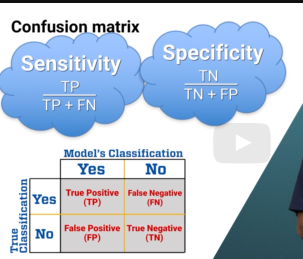 Confusion matrix
Sensitivity
TP
TP + FN
Specificity
TN
TN + FP
Model's Classification
Yes
No
True
Classification
Yes
True Positive
(TP)
False Negative
(FN)
No
False Positive
(FP)
True Negative
(TN)